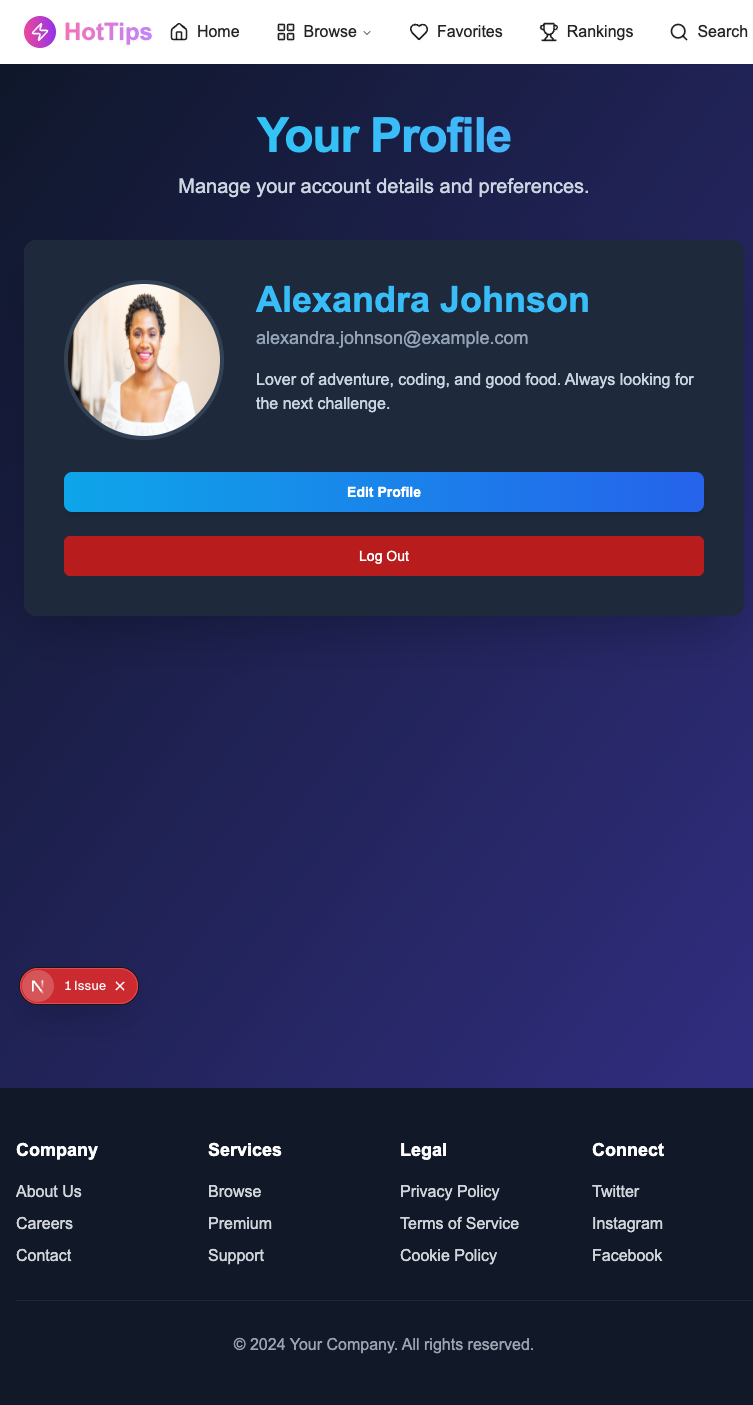 HotTips
Home
Browse
Favorites
Rankings
Search
Your Profile
Manage your account details and preferences.
Alexandra Johnson
alexandra.johnson@example.com
Lover of adventure, coding, and good food. Always looking for
the next challenge.
Edit Profile
Log Out
N
1 Issue
Company
Services
Legal
Connect
About Us
Browse
Privacy Policy
Twitter
Careers
Premium
Terms of Service
Instagram
Contact
Support
Cookie Policy
Facebook
© 2024 Your Company. All rights reserved.